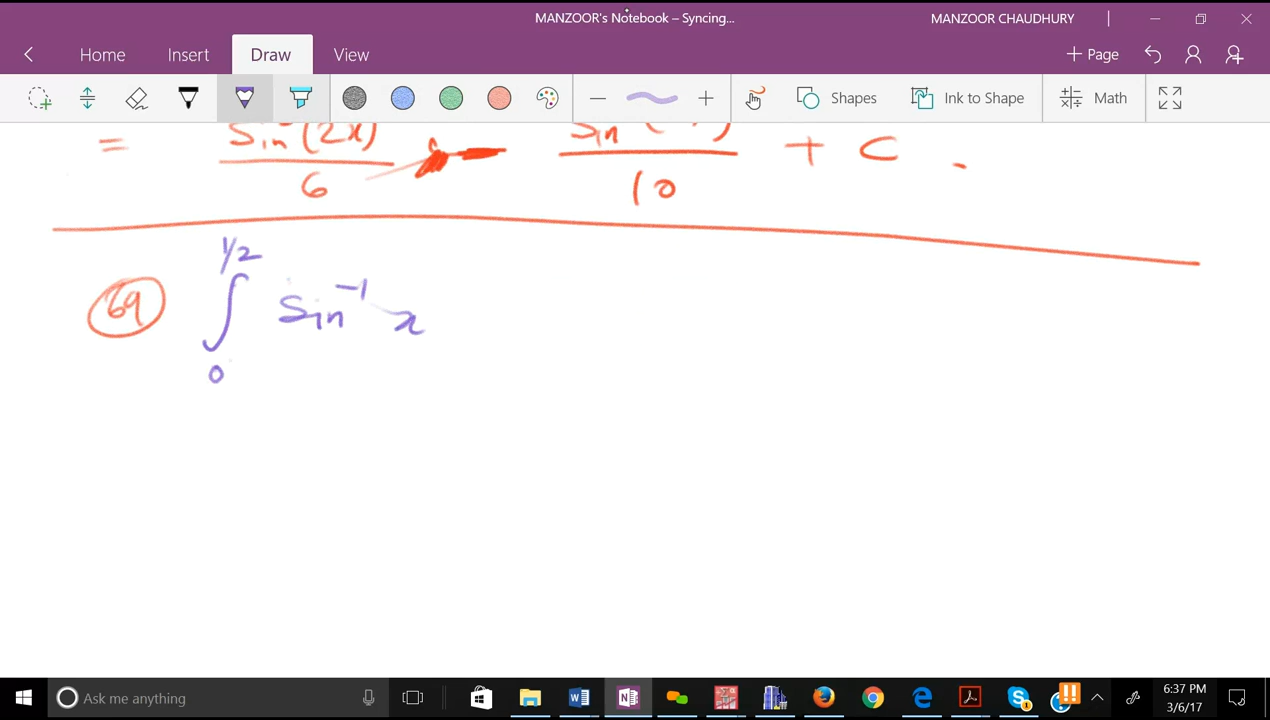 MANZOOR's Notebook – Syncing...
MANZOOR CHAUDHURY
Home Insert Draw View
Page
Shapes
Ink to Shape
Math
= Sin (2x) / 6 Sin / 10 + C .
69
1/2
∫ Sin⁻¹ x
0
Ask me anything
6:37 PM
3/6/17